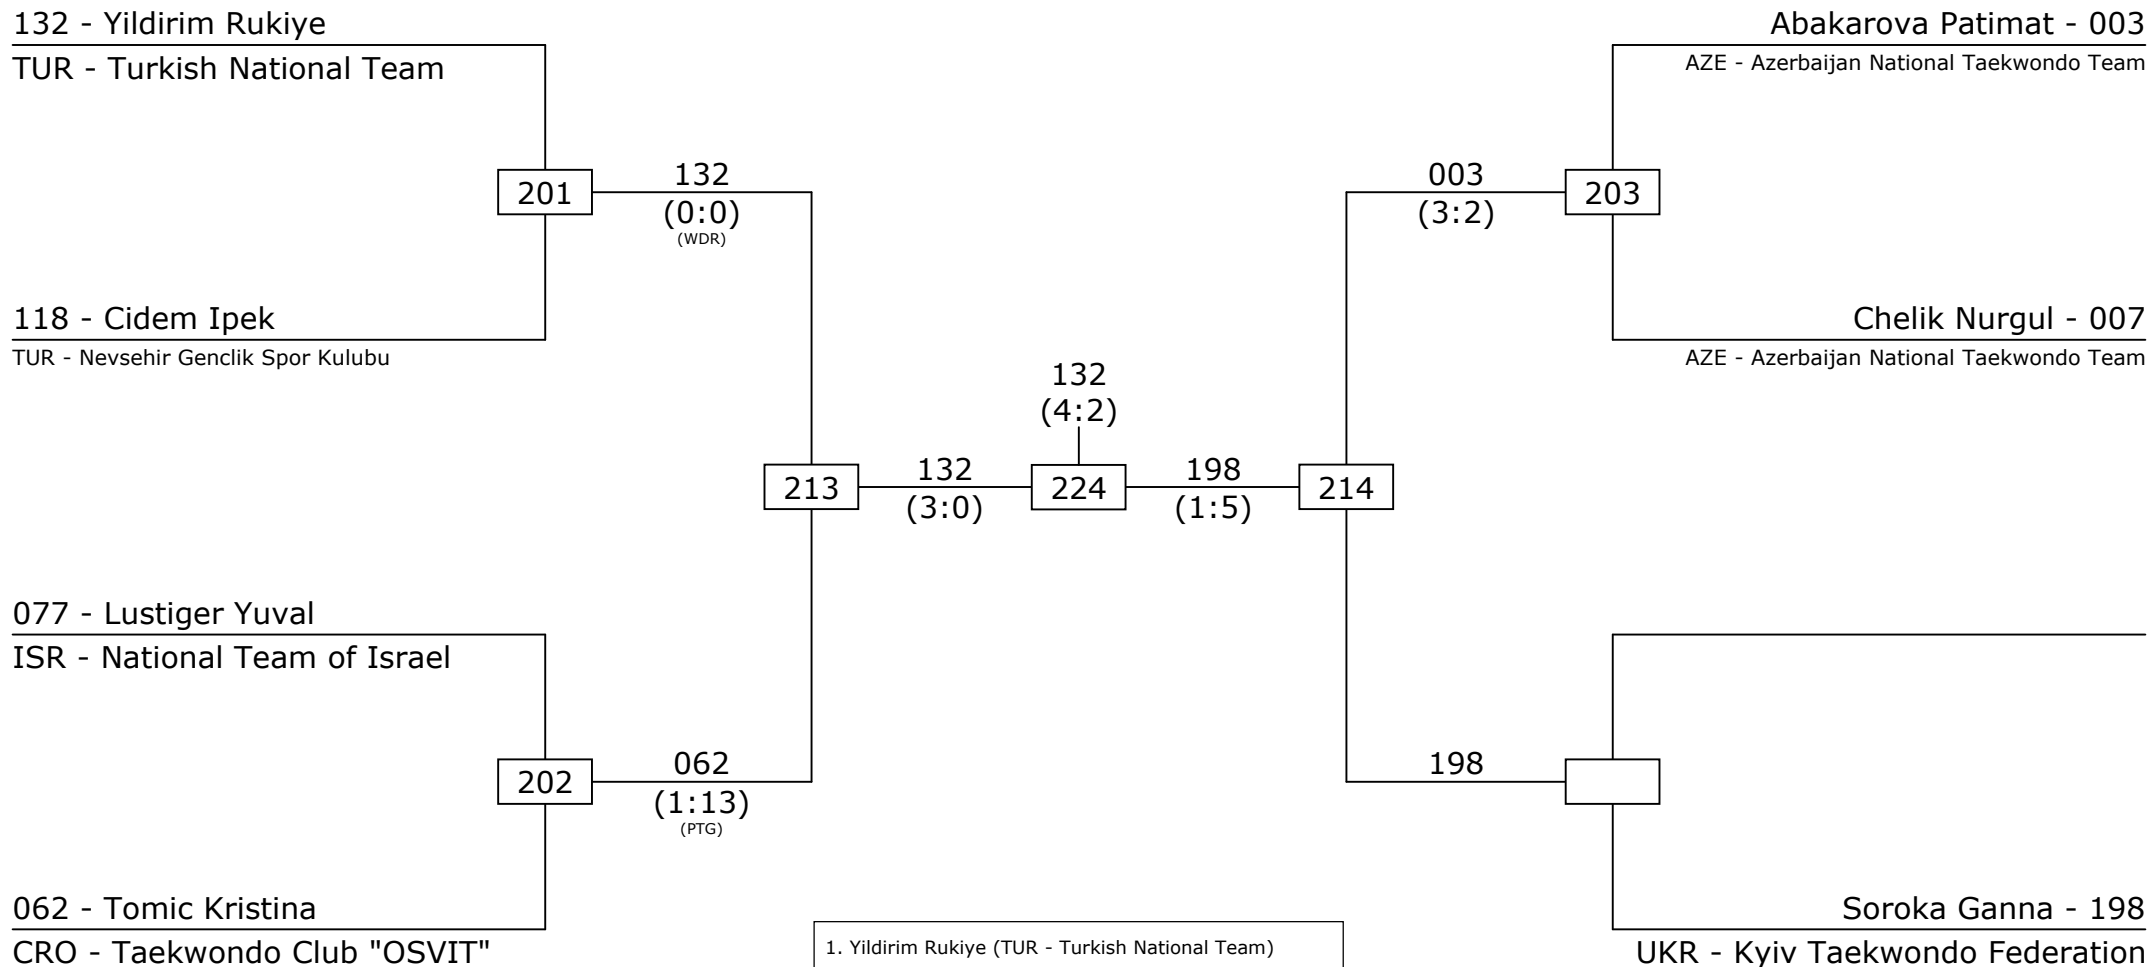 132 - Yildirim Rukiye
TUR - Turkish National Team
Abakarova Patimat - 003
AZE - Azerbaijan National Taekwondo Team
201
132
(0:0)
(WDR)
003
(3:2)
203
118 - Cidem Ipek
TUR - Nevsehir Genclik Spor Kulubu
Chelik Nurgul - 007
AZE - Azerbaijan National Taekwondo Team
132
(4:2)
213
132
(3:0)
224
198
(1:5)
214
077 - Lustiger Yuval
ISR - National Team of Israel
202
062
(1:13)
(PTG)
198
062 - Tomic Kristina
CRO - Taekwondo Club "OSVIT"
1. Yildirim Rukiye (TUR - Turkish National Team)
Soroka Ganna - 198
UKR - Kyiv Taekwondo Federation